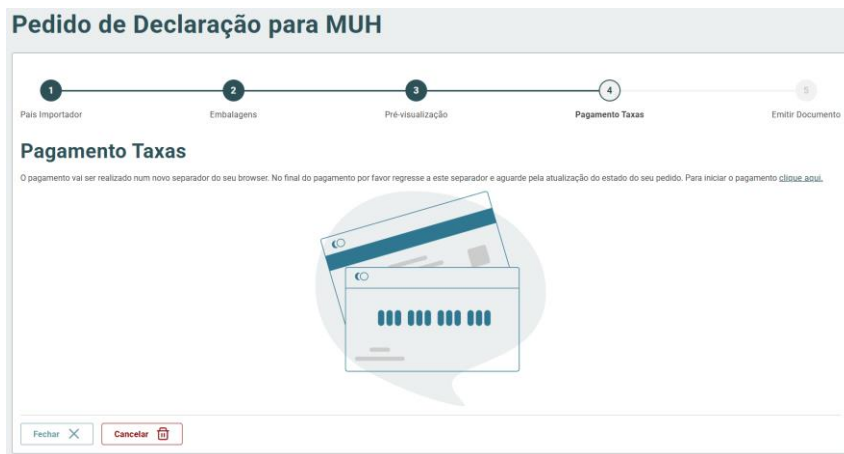 Pedido de Declaração para MUH
1 2 3 4 5
País Importador Embalagens Pré-visualização Pagamento Taxas Emitir Documento
Pagamento Taxas
O pagamento vai ser realizado num novo separador do seu browser. No final do pagamento por favor regresse a este separador e aguarde pela atualização do estado do seu pedido. Para iniciar o pagamento clique aqui.
Fechar Cancelar